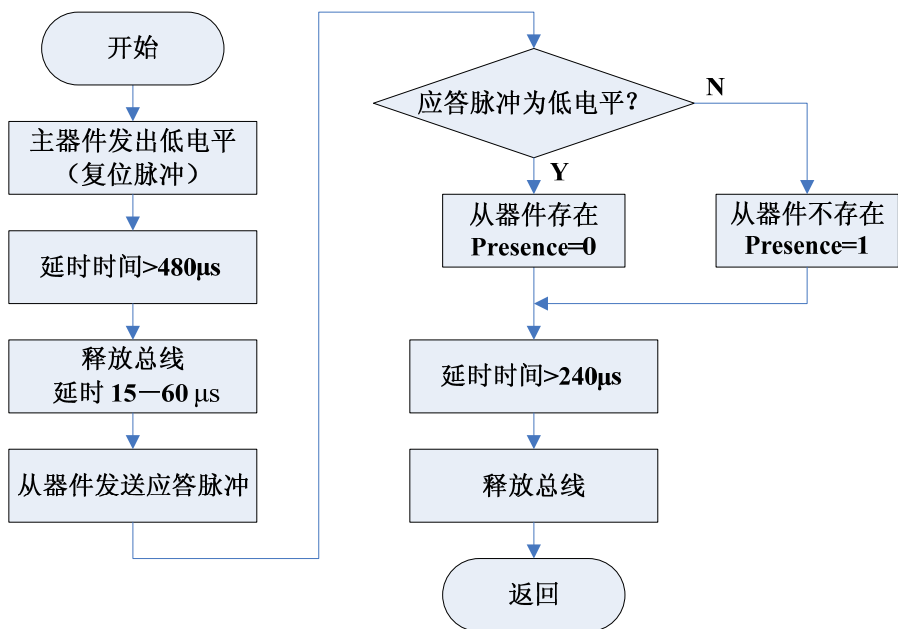 开始
主器件发出低电平
（复位脉冲）
延时时间>480μs
释放总线
延时 15－60 μs
从器件发送应答脉冲
应答脉冲为低电平？
N
Y
从器件存在
Presence=0
从器件不存在
Presence=1
延时时间>240μs
释放总线
返回